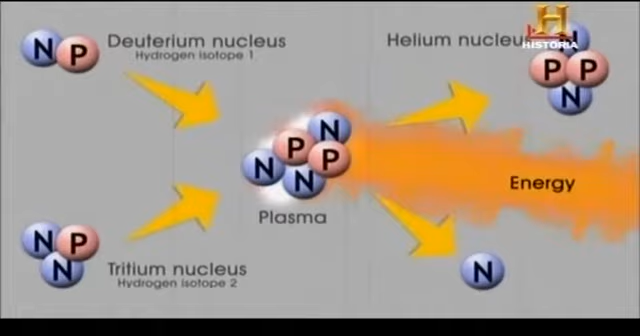 N P
Deuterium nucleus
Hydrogen isotope 1
Helium nucleus
H
HISTORIA
N
P P
N
N
P
N P
N
Plasma
Energy
N P
N
Tritium nucleus
Hydrogen isotope 2
N